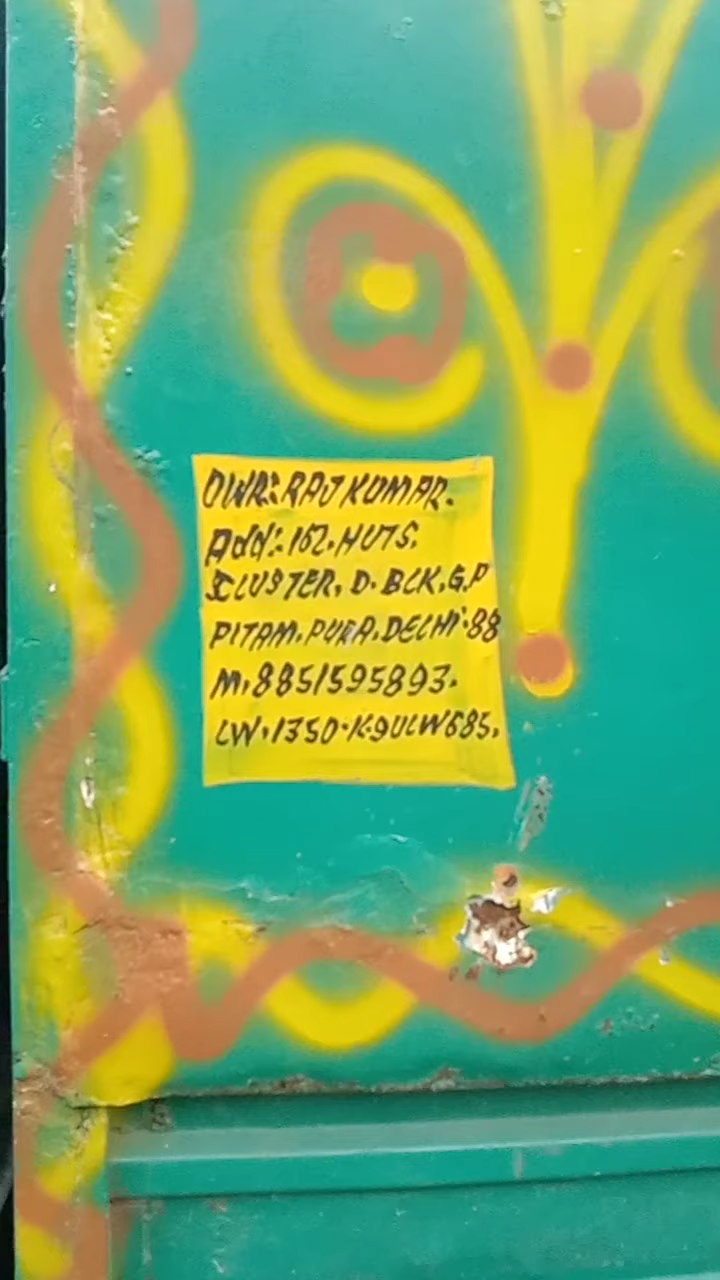 OWR:. RAJ KUMAR.
Add:. 162. HUTS.
CLUSTER. D. BLK. G.P
PITAM. PURA. DELHI-88
M. 8851595893.
LW. 1350-K.9ULW685.